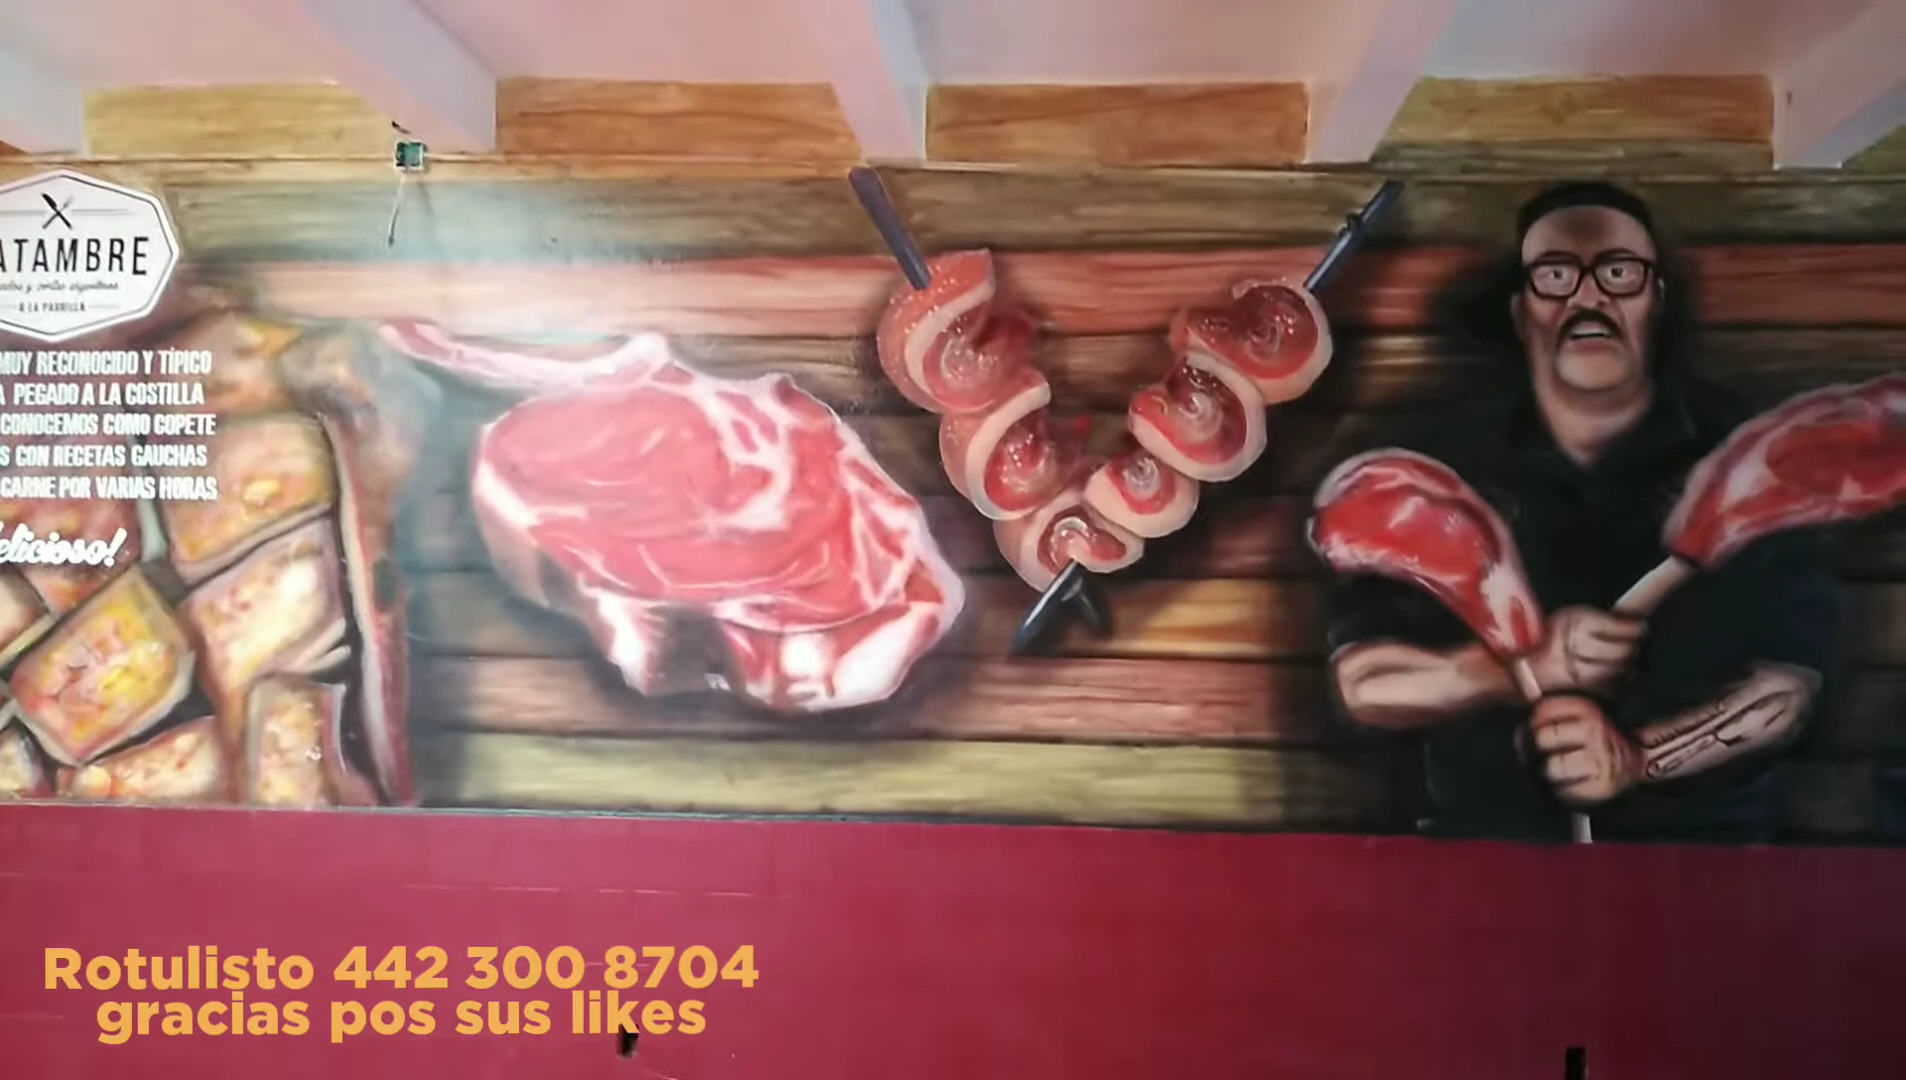 ATAMBRE
A LA PARRILLA
MUY RECONOCIDO Y TÍPICO
A PEGADO A LA COSTILLA
CONOCEMOS COMO COPETE
S CON RECETAS GAUCHAS
CARNE POR VARIAS HORAS
elicioso!
Rotulisto 442 300 8704
gracias pos sus likes